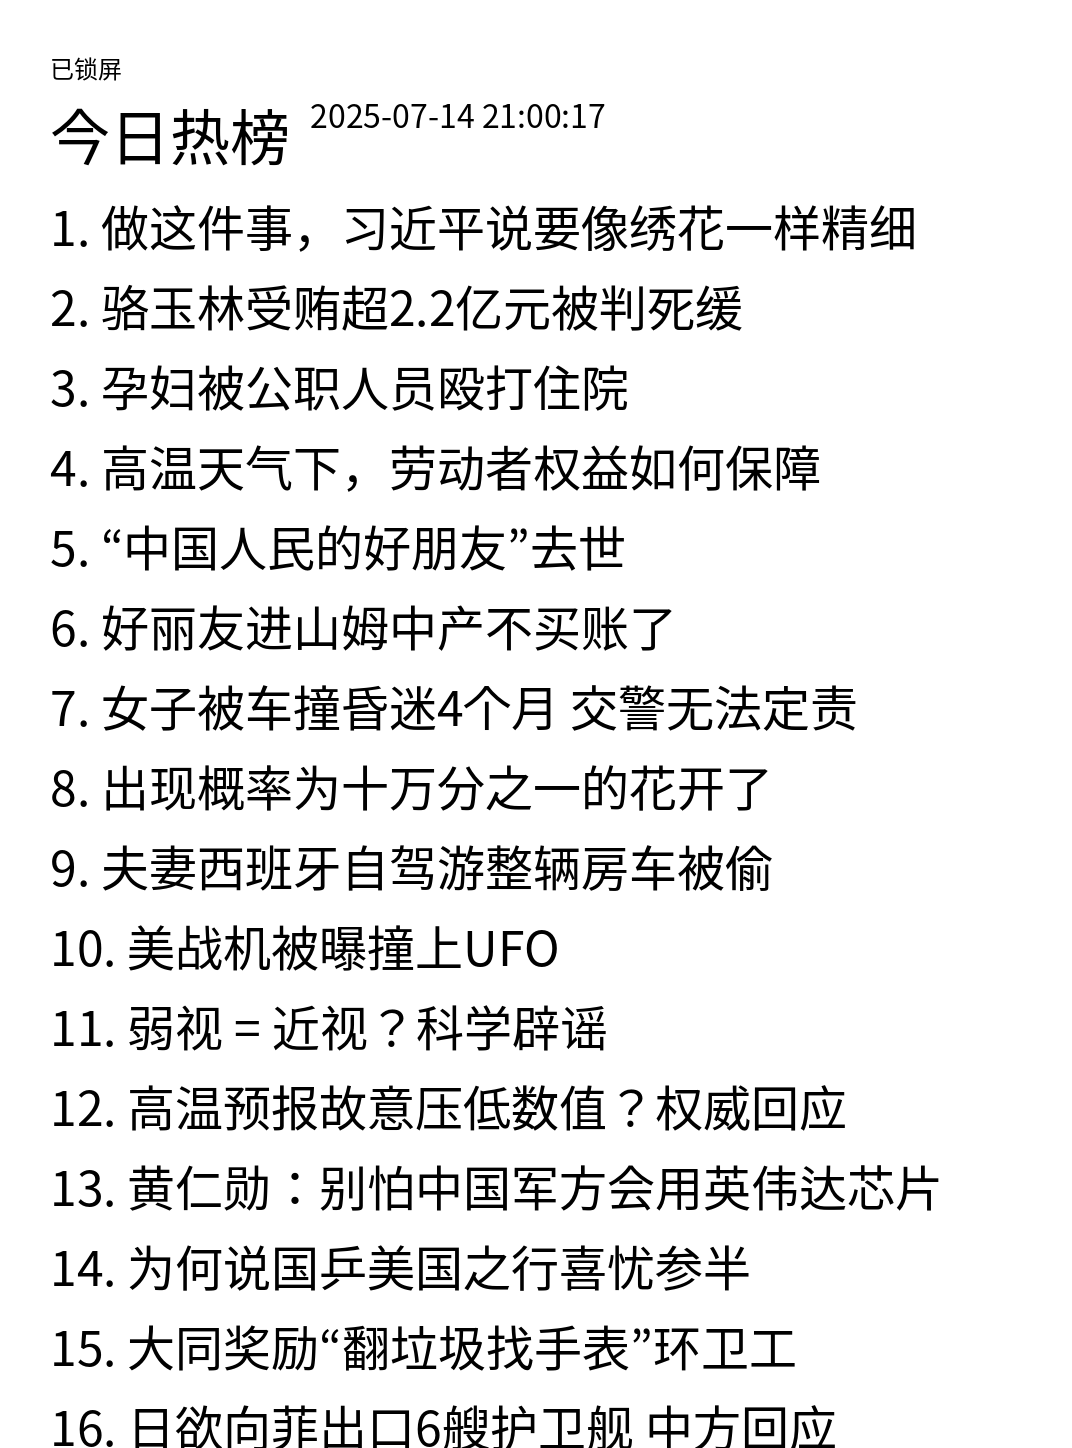 已锁屏
今日热榜 2025-07-14 21:00:17
1. 做这件事，习近平说要像绣花一样精细
2. 骆玉林受贿超2.2亿元被判死缓
3. 孕妇被公职人员殴打住院
4. 高温天气下，劳动者权益如何保障
5. “中国人民的好朋友”去世
6. 好丽友进山姆中产不买账了
7. 女子被车撞昏迷4个月 交警无法定责
8. 出现概率为十万分之一的花开了
9. 夫妻西班牙自驾游整辆房车被偷
10. 美战机被曝撞上UFO
11. 弱视 = 近视？科学辟谣
12. 高温预报故意压低数值？权威回应
13. 黄仁勋：别怕中国军方会用英伟达芯片
14. 为何说国乒美国之行喜忧参半
15. 大同奖励“翻垃圾找手表”环卫工
16. 日欲向菲出口6艘护卫舰 中方回应